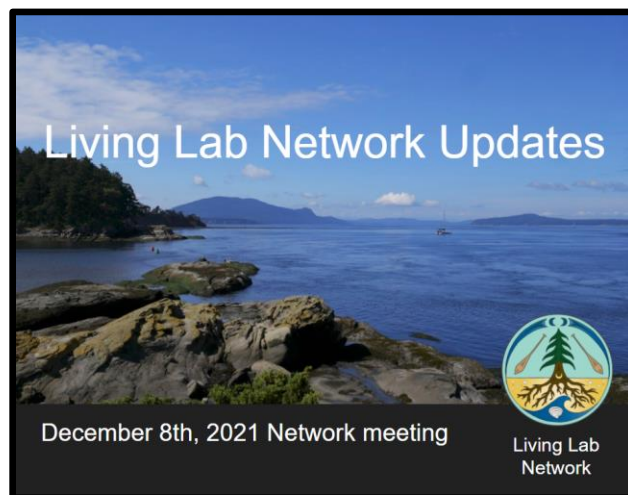 Living Lab Network Updates
December 8th, 2021 Network meeting
Living Lab
Network